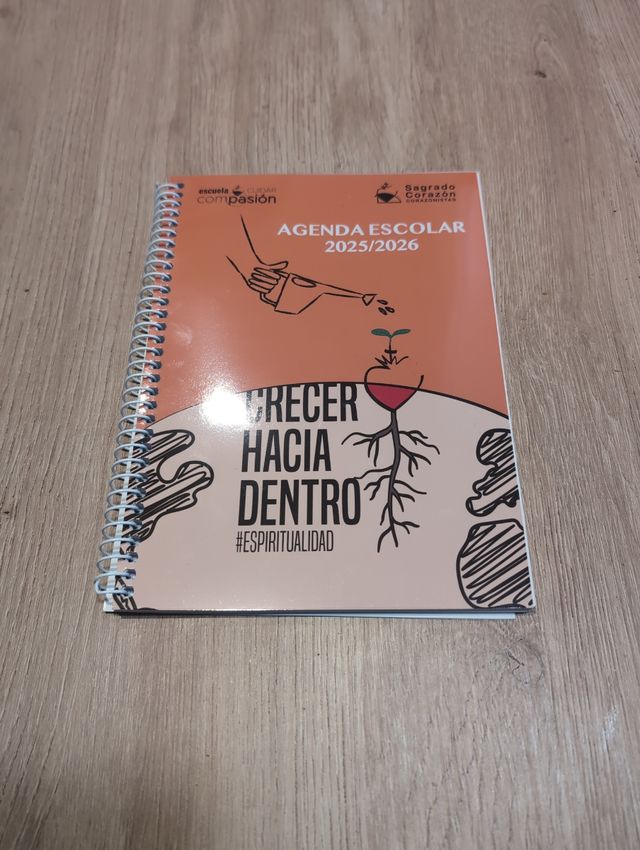 escuela CUIDAR
comPasión
Sagrado
Corazón
CORAZONISTAS
AGENDA ESCOLAR
2025/2026
CRECER
HACIA
DENTRO
#ESPIRITUALIDAD